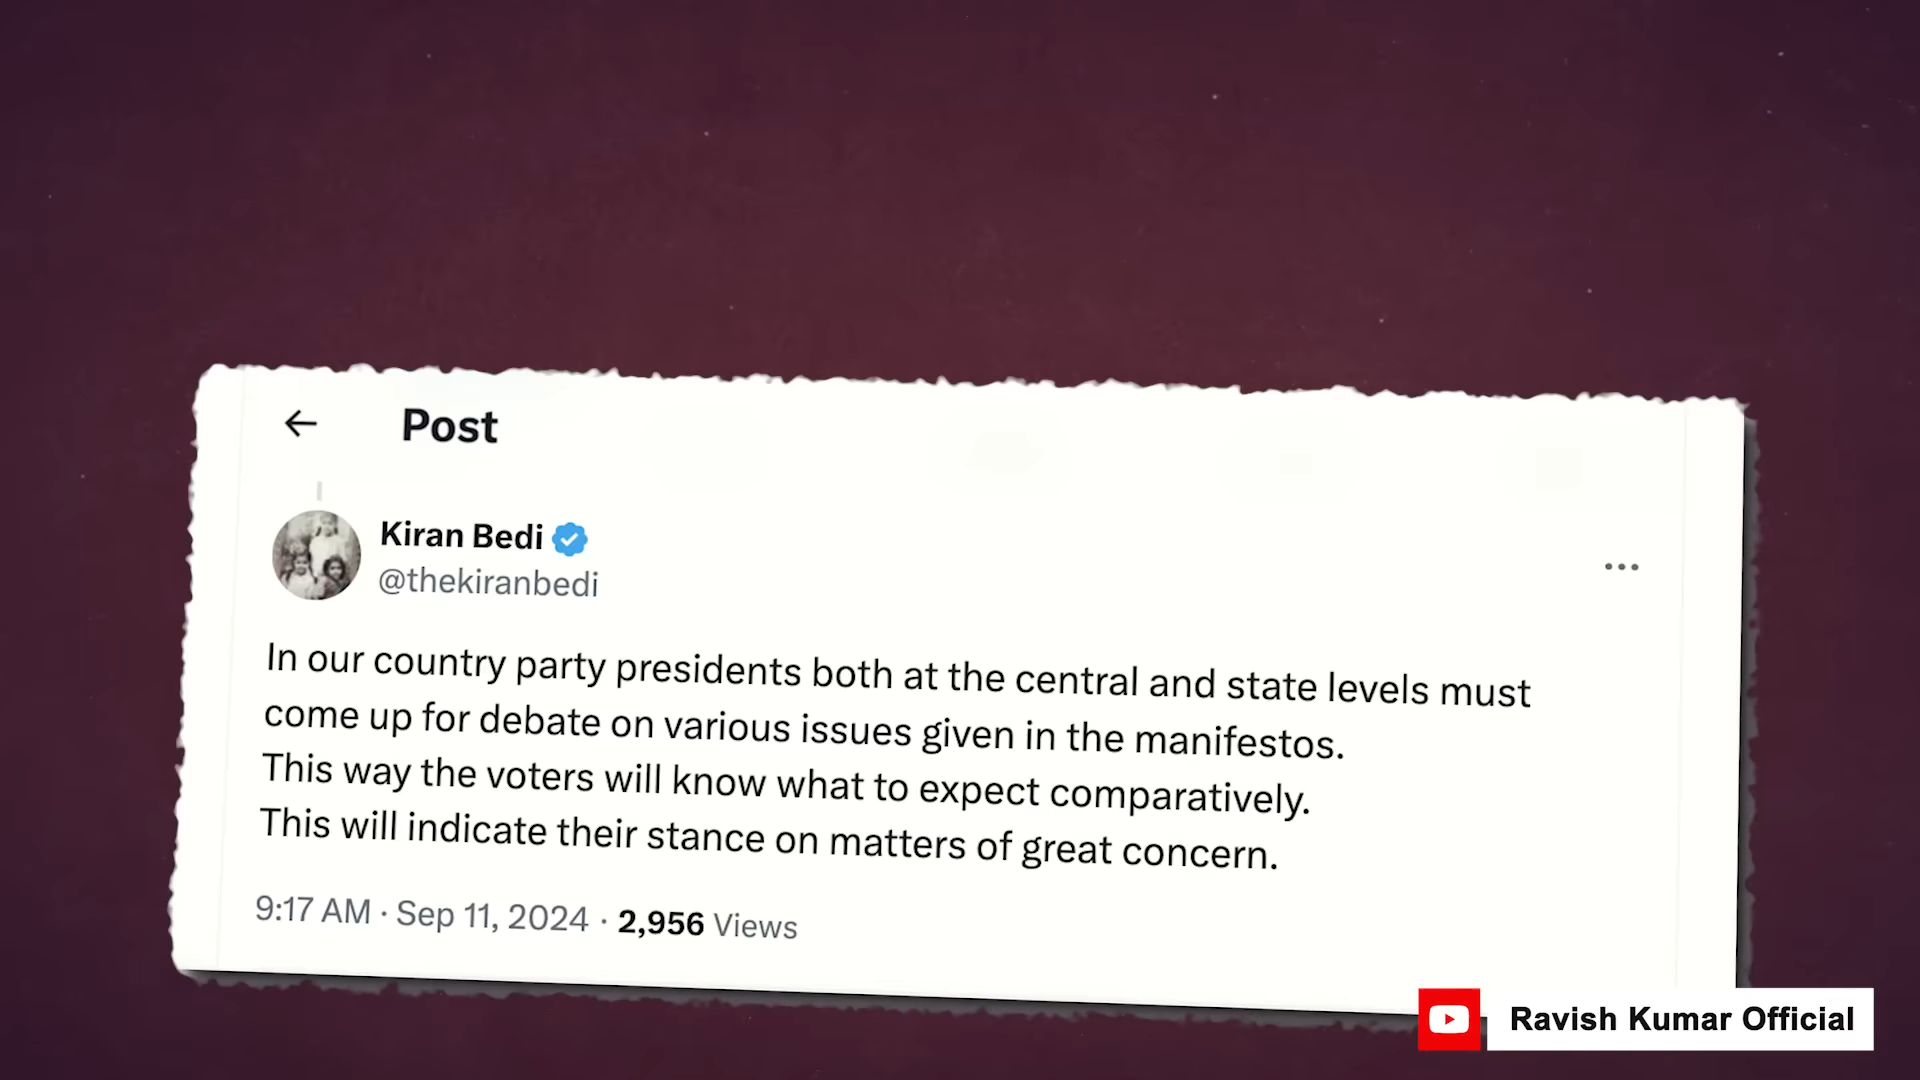 Post
Kiran Bedi
@thekiranbedi
In our country party presidents both at the central and state levels must
come up for debate on various issues given in the manifestos.
This way the voters will know what to expect comparatively.
This will indicate their stance on matters of great concern.
9:17 AM · Sep 11, 2024 · 2,956 Views
Ravish Kumar Official